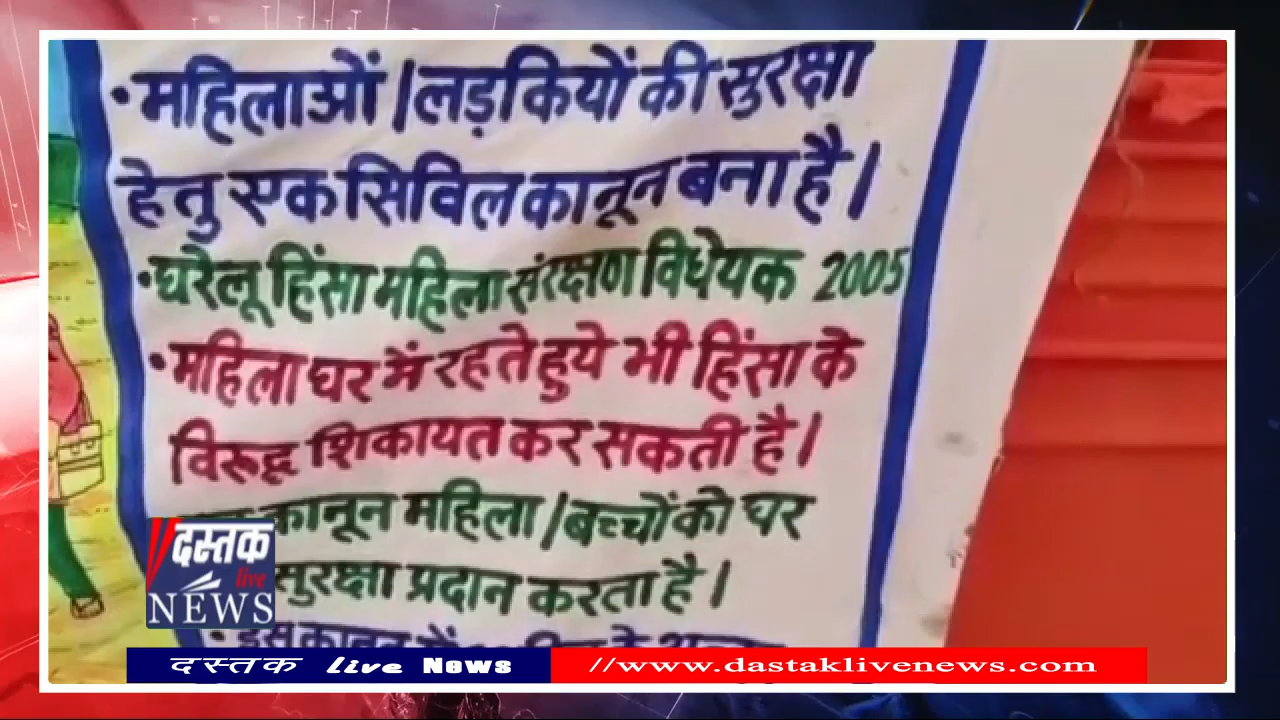 •महिलाओं/लड़कियों की सुरक्षा
हेतु एक सिविल कानून बना है।
•घरेलू हिंसा महिला संरक्षण विधेयक 2005
•महिला घर में रहते हुये भी हिंसा के
विरूद्ध शिकायत कर सकती है।
कानून महिला/बच्चों को घर
सुरक्षा प्रदान करता है।
दस्तक
live
NEWS
दस्तक live News
//www.dastaklivenews.com